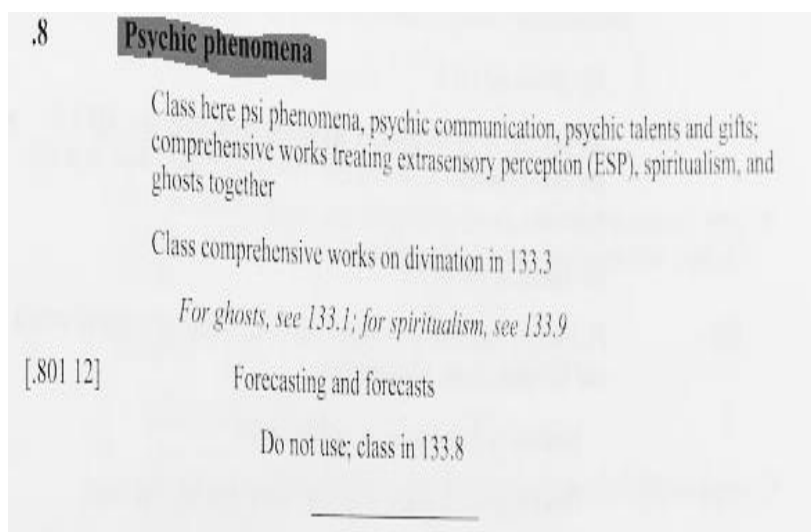 .8 Psychic phenomena
Class here psi phenomena, psychic communication, psychic talents and gifts;
comprehensive works treating extrasensory perception (ESP), spiritualism, and
ghosts together
Class comprehensive works on divination in 133.3
For ghosts, see 133.1; for spiritualism, see 133.9
[.801 12] Forecasting and forecasts
Do not use; class in 133.8